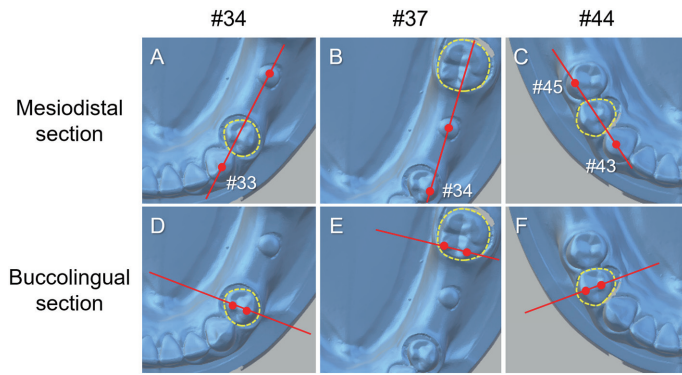 #34 #37 #44
Mesiodistal
section
A
#33
B
#34
C
#45
#43
Buccolingual
section
D
E
F